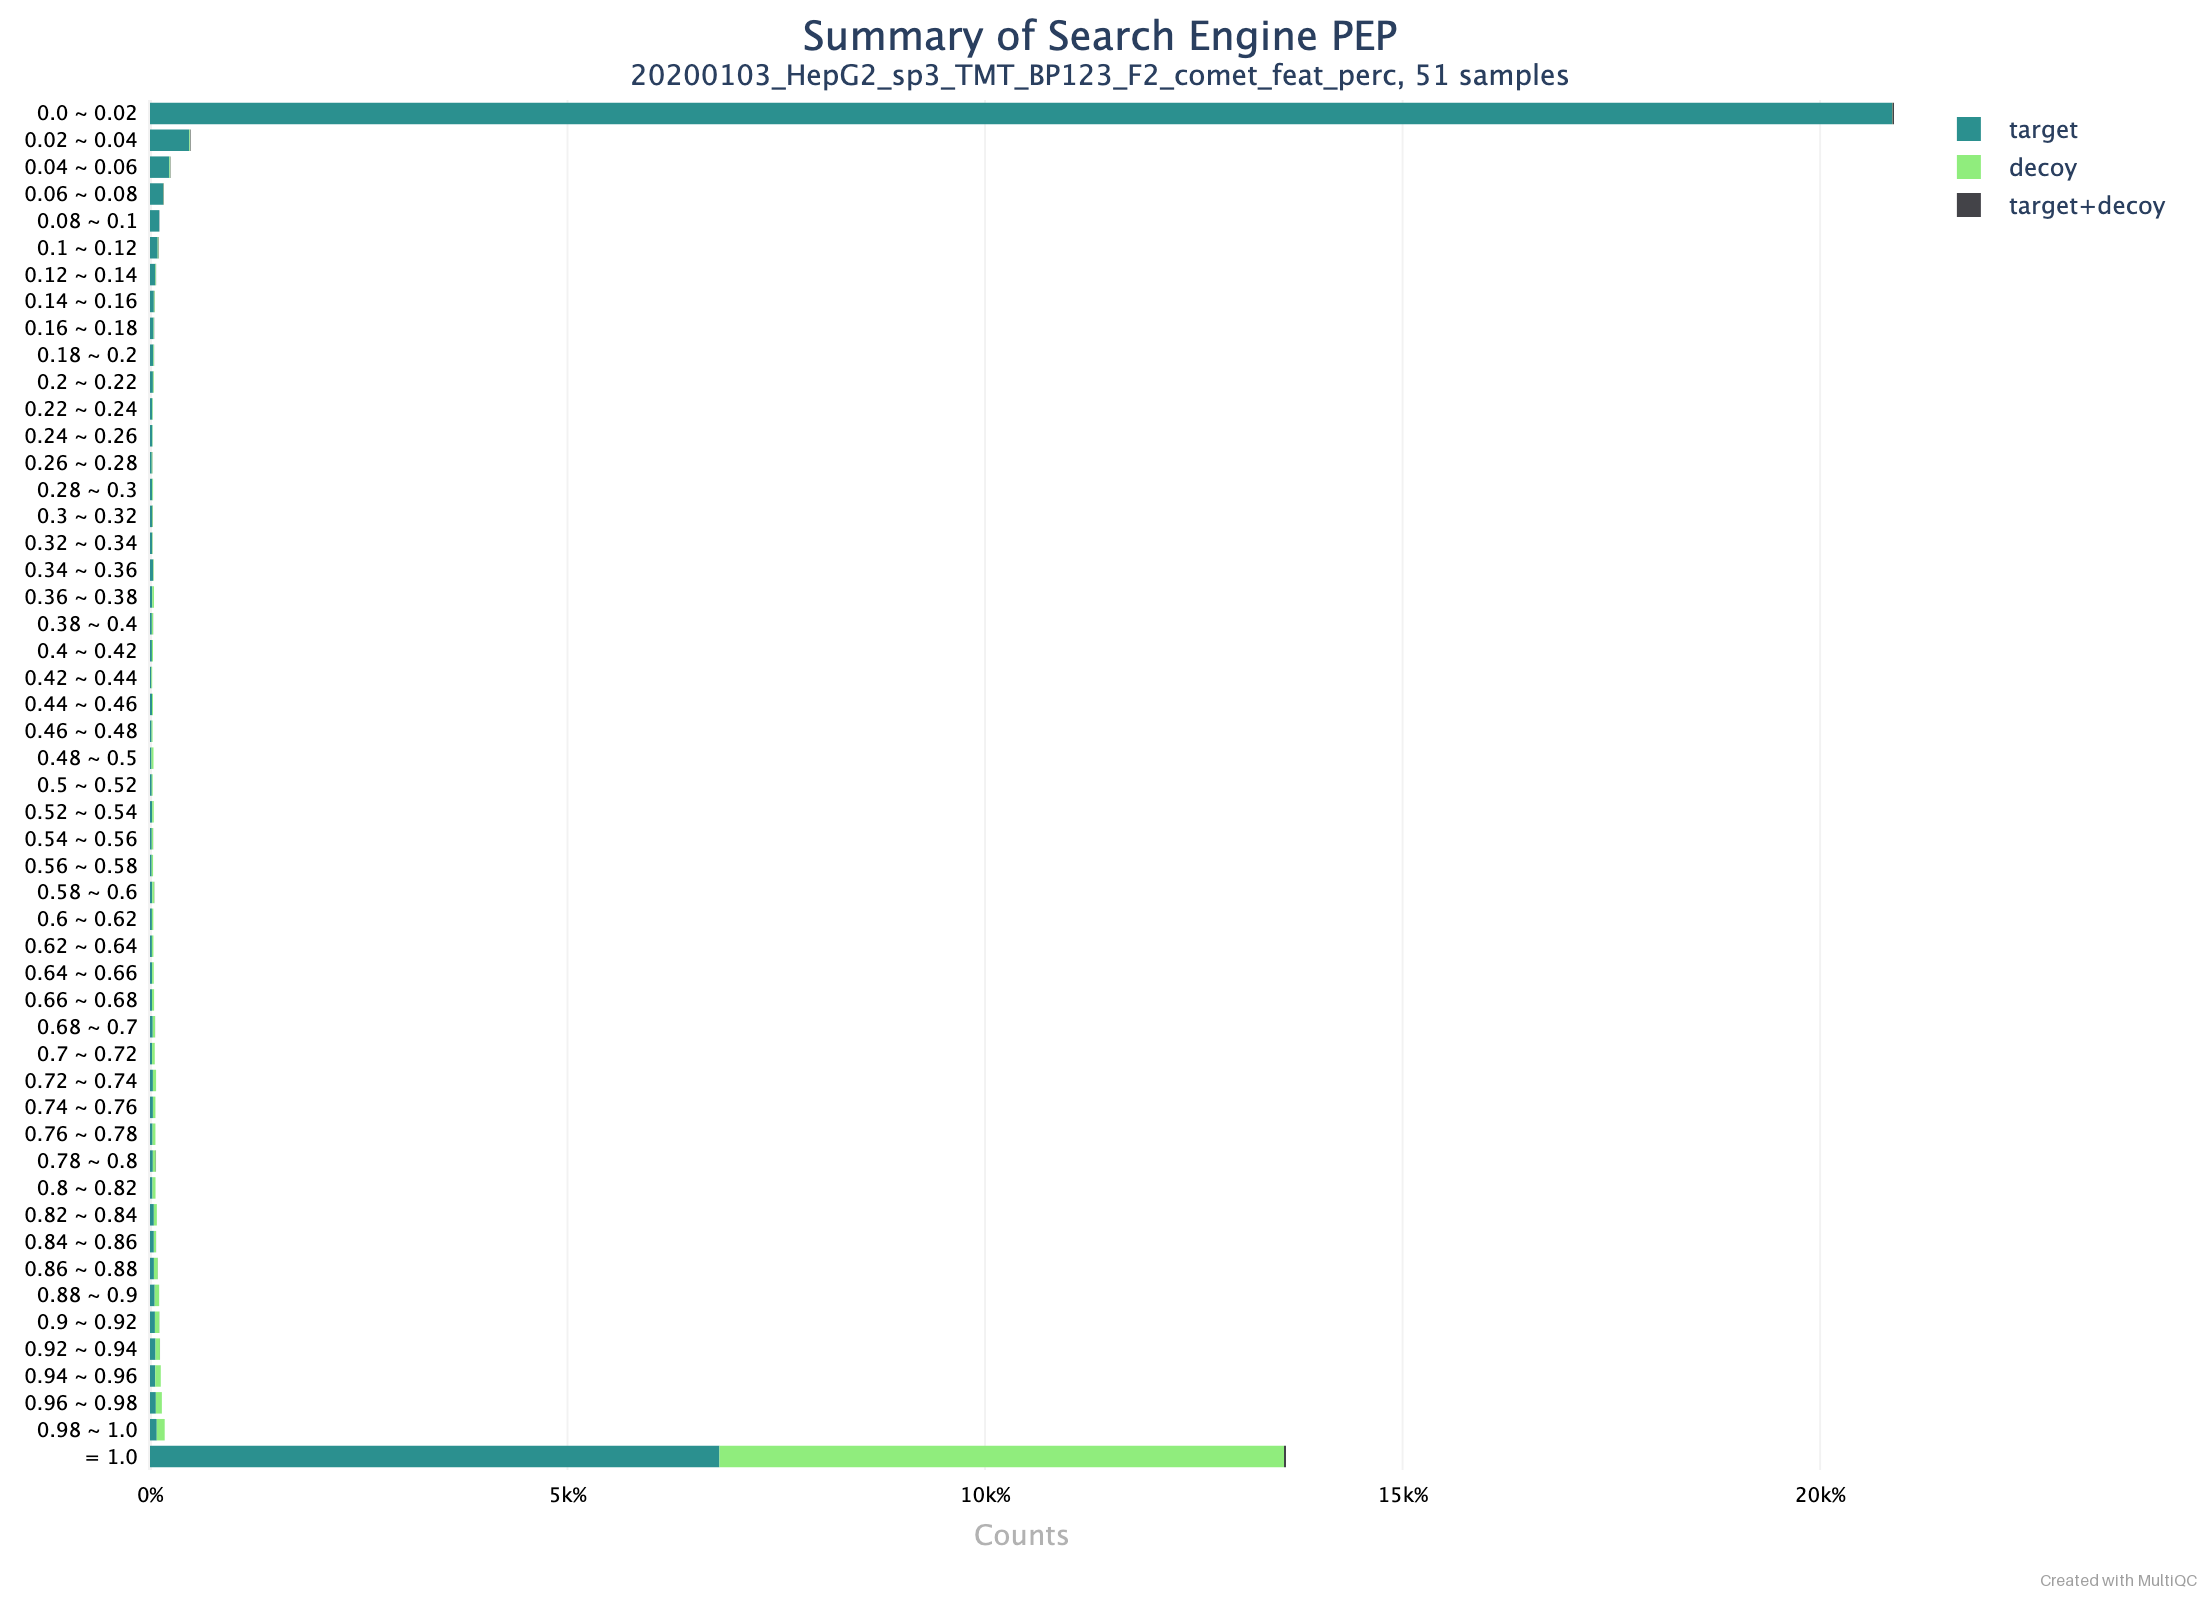 Summary of Search Engine PEP
20200103_HepG2_sp3_TMT_BP123_F2_comet_feat_perc, 51 samples
0.0 ~ 0.02
0.02 ~ 0.04
0.04 ~ 0.06
0.06 ~ 0.08
0.08 ~ 0.1
0.1 ~ 0.12
0.12 ~ 0.14
0.14 ~ 0.16
0.16 ~ 0.18
0.18 ~ 0.2
0.2 ~ 0.22
0.22 ~ 0.24
0.24 ~ 0.26
0.26 ~ 0.28
0.28 ~ 0.3
0.3 ~ 0.32
0.32 ~ 0.34
0.34 ~ 0.36
0.36 ~ 0.38
0.38 ~ 0.4
0.4 ~ 0.42
0.42 ~ 0.44
0.44 ~ 0.46
0.46 ~ 0.48
0.48 ~ 0.5
0.5 ~ 0.52
0.52 ~ 0.54
0.54 ~ 0.56
0.56 ~ 0.58
0.58 ~ 0.6
0.6 ~ 0.62
0.62 ~ 0.64
0.64 ~ 0.66
0.66 ~ 0.68
0.68 ~ 0.7
0.7 ~ 0.72
0.72 ~ 0.74
0.74 ~ 0.76
0.76 ~ 0.78
0.78 ~ 0.8
0.8 ~ 0.82
0.82 ~ 0.84
0.84 ~ 0.86
0.86 ~ 0.88
0.88 ~ 0.9
0.9 ~ 0.92
0.92 ~ 0.94
0.94 ~ 0.96
0.96 ~ 0.98
0.98 ~ 1.0
= 1.0
0% 5k% 10k% 15k% 20k%
Counts
target
decoy
target+decoy
Created with MultiQC